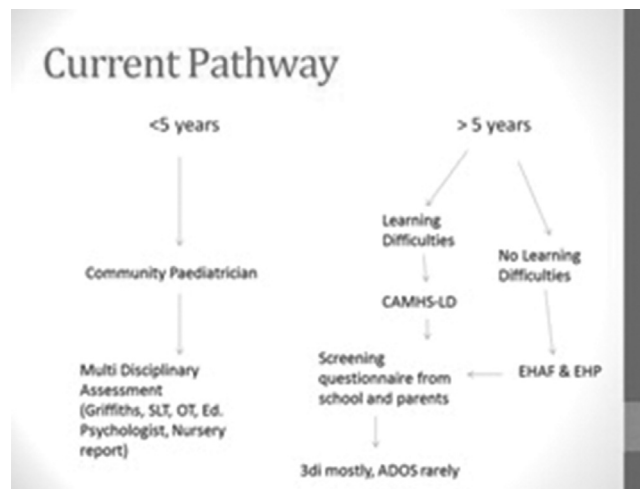 Current Pathway
<5 years
> 5 years
Learning
Difficulties
No Learning
Difficulties
Community Paediatrician
CAMHS-LD
Multi Disciplinary
Assessment
(Griffiths, SLT, OT, Ed.
Psychologist, Nursery
report)
Screening
questionnaire from
school and parents
EHAF & EHP
3di mostly, ADOS rarely